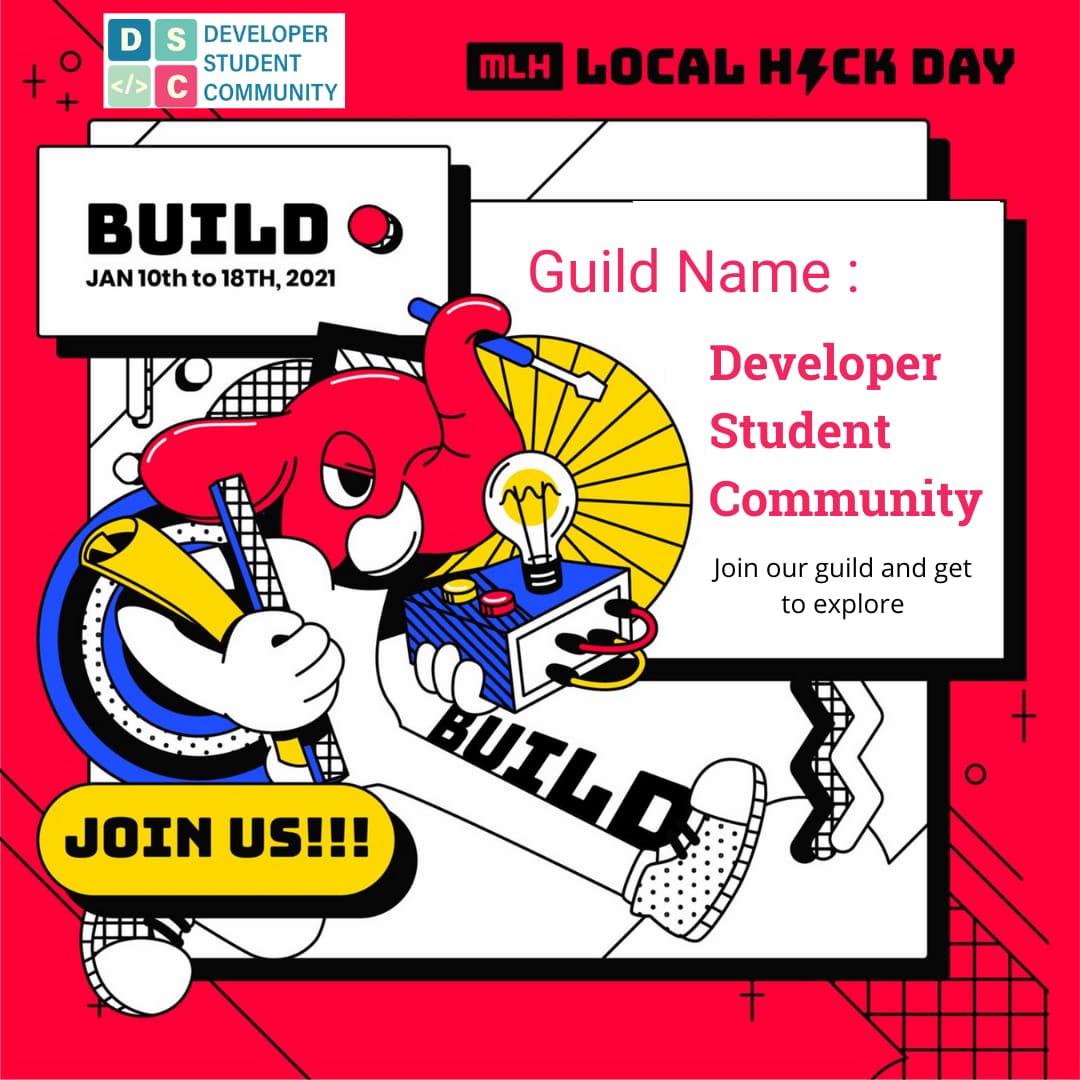 D S
</> C
DEVELOPER
STUDENT
COMMUNITY
MLH LOCAL HACK DAY
BUILD
JAN 10th to 18TH, 2021
Guild Name :
Developer
Student
Community
Join our guild and get
to explore
BUILD
JOIN US!!!